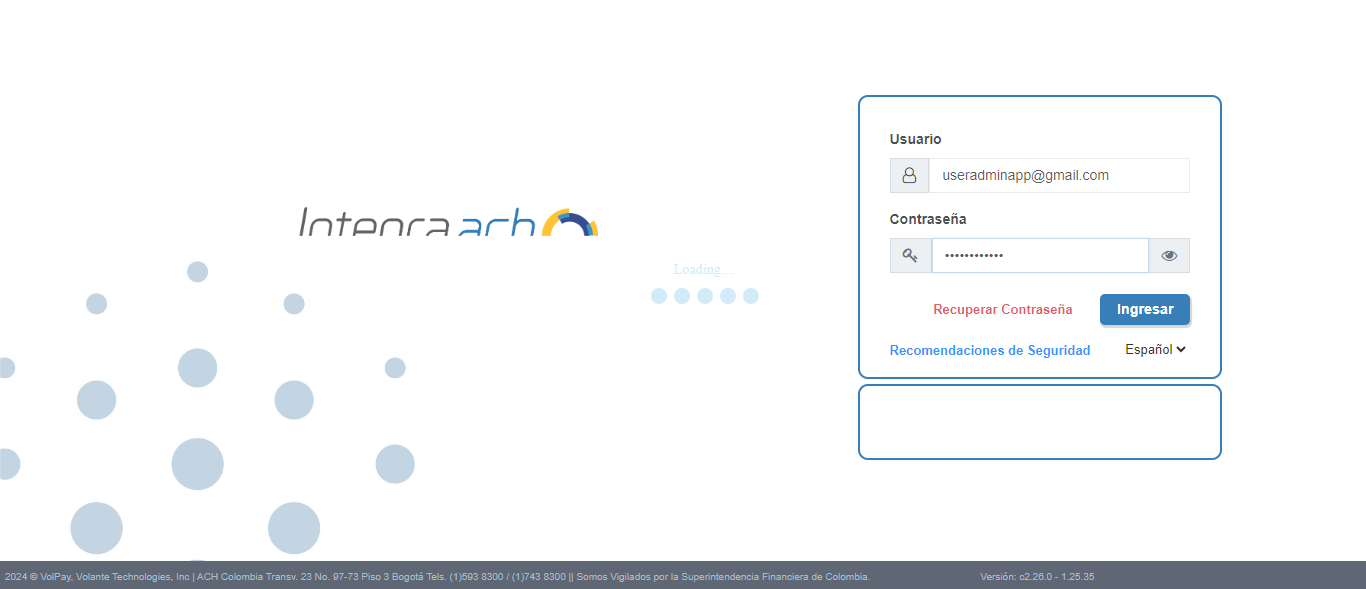 Usuario
useradminapp@gmail.com
Contraseña
••••••••••••
Integra ach
Loading...
Recuperar Contraseña
Ingresar
Recomendaciones de Seguridad
Español
2024 © VolPay, Volante Technologies, Inc | ACH Colombia Transv. 23 No. 97-73 Piso 3 Bogotá Tels. (1)593 8300 / (1)743 8300 || Somos Vigilados por la Superintendencia Financiera de Colombia.
Versión: c2.26.0 - 1.25.35